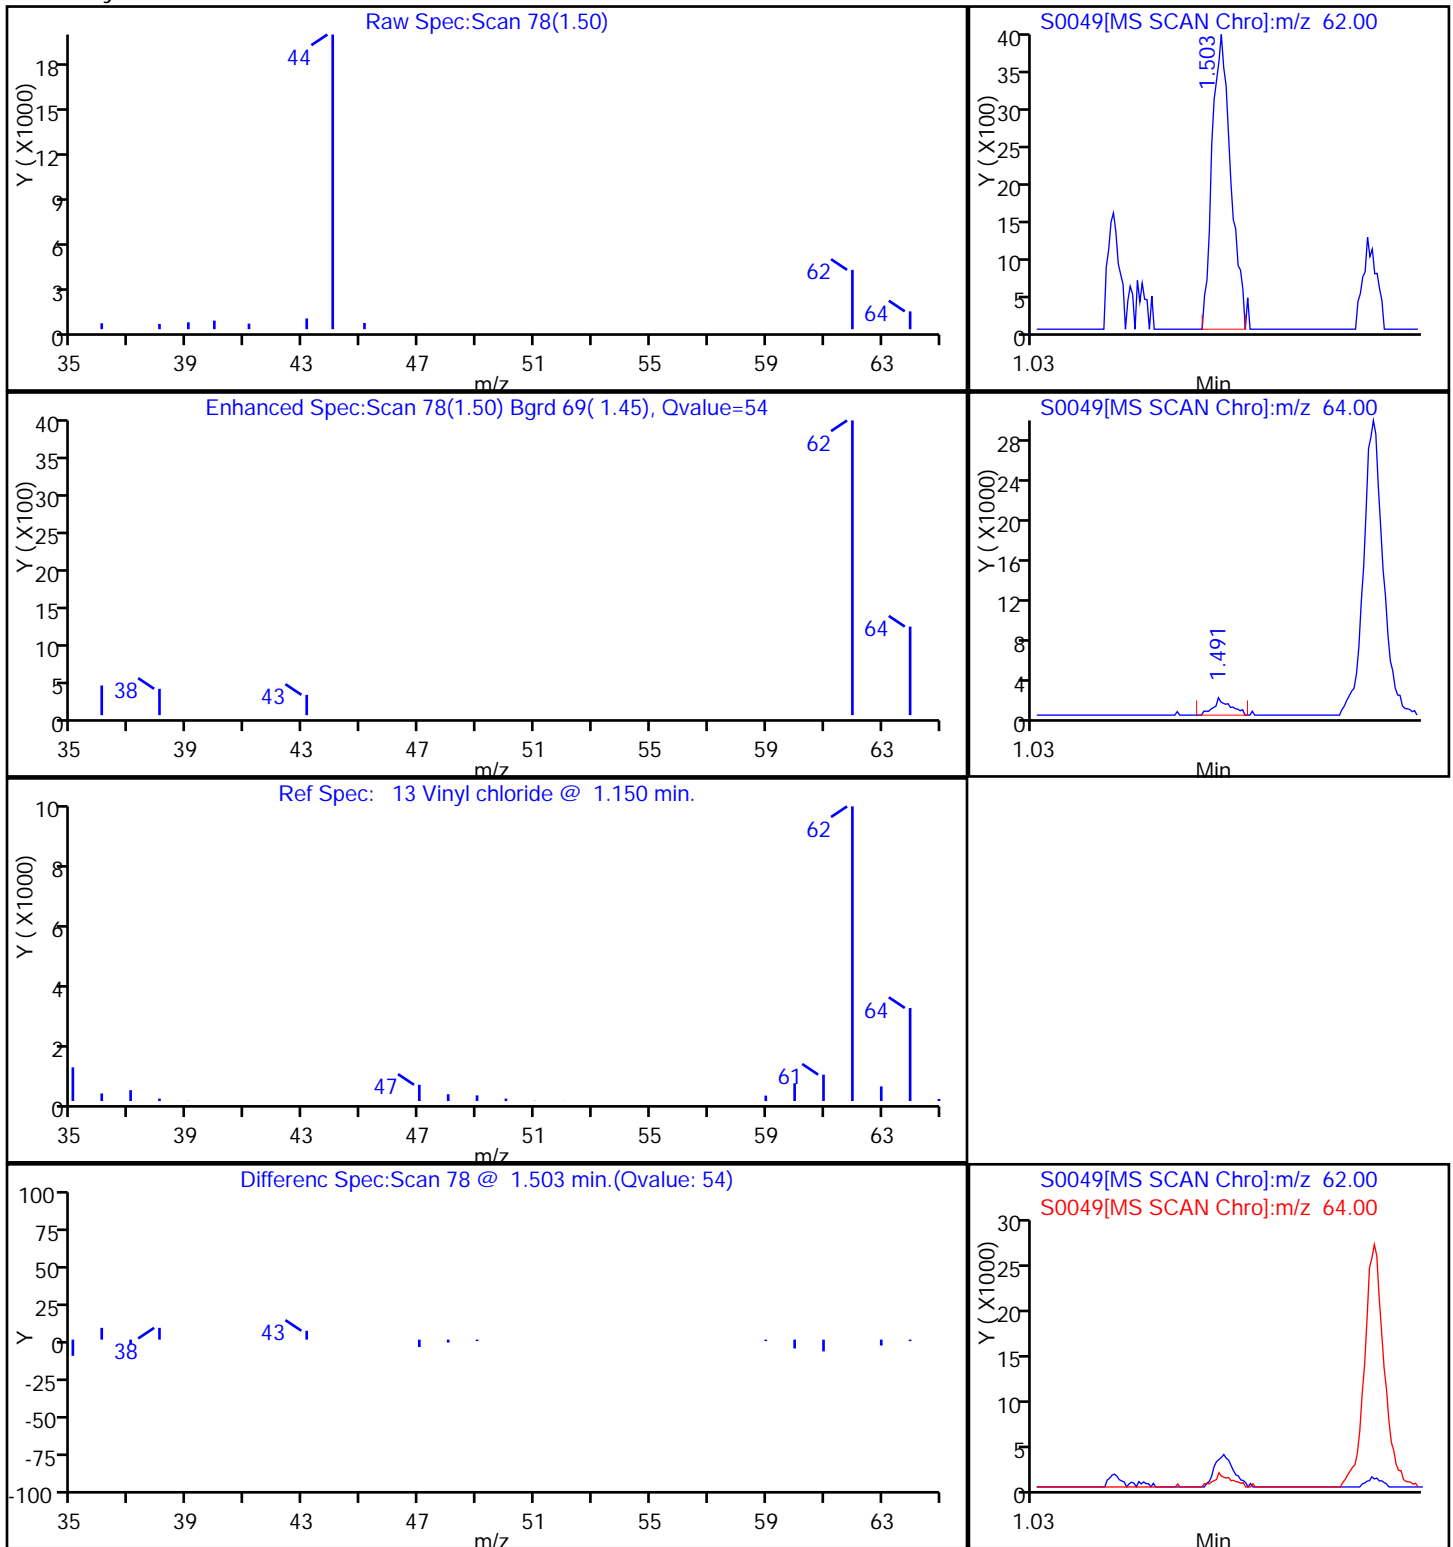 Raw Spec:Scan 78(1.50)
Y ( X1000)
18
15
12
9
6
3
0
44
62
64
35 39 43 47 51 55 59 63
m/z
S0049[MS SCAN Chro]:m/z 62.00
Y ( X100)
40
35
30
25
20
15
10
5
0
1.503
1.03
Min
Enhanced Spec:Scan 78(1.50) Bgrd 69( 1.45), Qvalue=54
Y ( X100)
40
35
30
25
20
15
10
5
0
38
43
62
64
35 39 43 47 51 55 59 63
m/z
S0049[MS SCAN Chro]:m/z 64.00
Y ( X1000)
28
24
20
16
12
8
4
0
1.491
1.03
Min
Ref Spec: 13 Vinyl chloride @ 1.150 min.
Y ( X1000)
10
8
6
4
2
0
47
61
62
64
35 39 43 47 51 55 59 63
m/z
Differenc Spec:Scan 78 @ 1.503 min.(Qvalue: 54)
Y
100
75
50
25
0
-25
-50
-75
-100
38
43
35 39 43 47 51 55 59 63
m/z
S0049[MS SCAN Chro]:m/z 62.00
S0049[MS SCAN Chro]:m/z 64.00
Y ( X1000)
30
25
20
15
10
5
0
1.03
Min